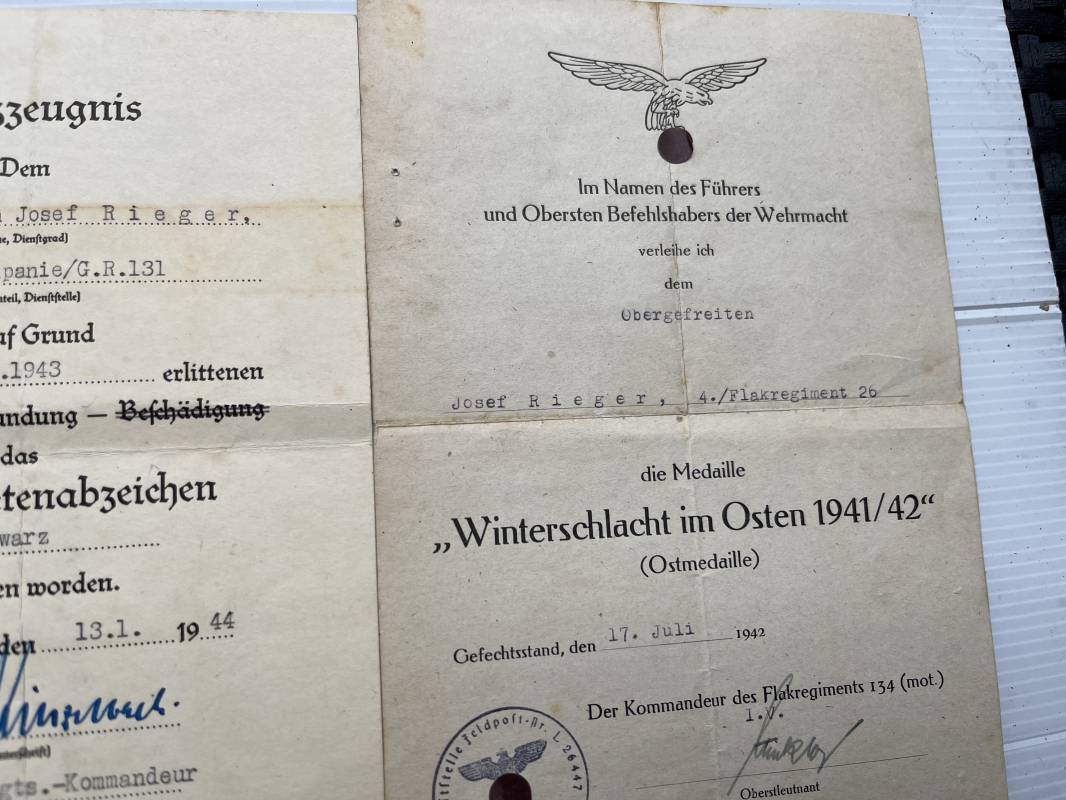 zeugnis
Dem
Josef Rieger,
Dienstgrad)
panie/G.R.131
Dienststelle)
Grund
.1943 erlittenen
undung — Beschädigung
das
tenabzeichen
warz
en worden.
den 13.1. 1944
gts.-Kommandeur
Im Namen des Führers
und Obersten Befehlshabers der Wehrmacht
verleihe ich
dem
Obergefreiten
Josef Rieger, 4./Flakregiment 26
die Medaille
„Winterschlacht im Osten 1941/42“
(Ostmedaille)
Gefechtsstand, den 17. Juli 1942
Der Kommandeur des Flakregiments 134 (mot.)
I.V.
Oberstleutnant
Feldpost-Nr. L 26447